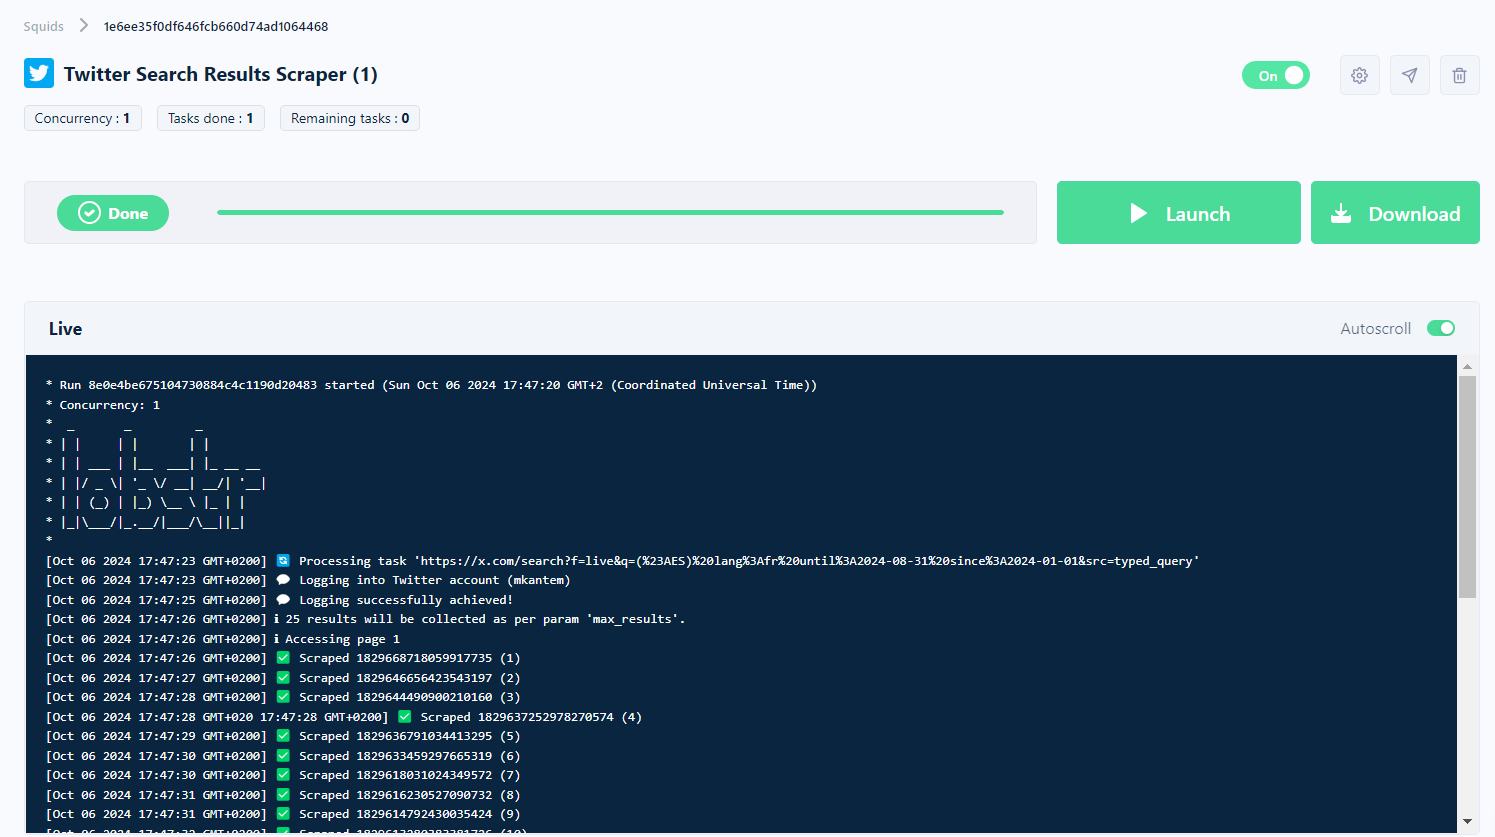 Squids > 1e6ee35f0df646fcb660d74ad1064468
Twitter Search Results Scraper (1)
On
Concurrency : 1
Tasks done : 1
Remaining tasks : 0
Done
Launch
Download
Live
Autoscroll
* Run 8e0e4be675104730884c4c1190d20483 started (Sun Oct 06 2024 17:47:20 GMT+2 (Coordinated Universal Time))
* Concurrency: 1
*  _       _         _
* | |     | |       | |
* | | ___ | |__  ___| |_ __ __
* | |/ _ \| '_ \/ __| __/| '__|
* | | (_) | |_) \__ \ |_ | |
* |_|\___/|_.__/|___/\__||_|
*
[Oct 06 2024 17:47:23 GMT+0200] 🔄 Processing task 'https://x.com/search?f=live&q=(%23AES)%20lang%3Afr%20until%3A2024-08-31%20since%3A2024-01-01&src=typed_query'
[Oct 06 2024 17:47:23 GMT+0200] 💬 Logging into Twitter account (mkantem)
[Oct 06 2024 17:47:25 GMT+0200] 💬 Logging successfully achieved!
[Oct 06 2024 17:47:26 GMT+0200] ℹ 25 results will be collected as per param 'max_results'.
[Oct 06 2024 17:47:26 GMT+0200] ℹ Accessing page 1
[Oct 06 2024 17:47:26 GMT+0200] ✅ Scraped 1829668718059917735 (1)
[Oct 06 2024 17:47:27 GMT+0200] ✅ Scraped 1829646656423543197 (2)
[Oct 06 2024 17:47:28 GMT+0200] ✅ Scraped 1829644490900210160 (3)
[Oct 06 2024 17:47:28 GMT+020 17:47:28 GMT+0200] ✅ Scraped 1829637252978270574 (4)
[Oct 06 2024 17:47:29 GMT+0200] ✅ Scraped 1829636791034413295 (5)
[Oct 06 2024 17:47:30 GMT+0200] ✅ Scraped 1829633459297665319 (6)
[Oct 06 2024 17:47:30 GMT+0200] ✅ Scraped 1829618031024349572 (7)
[Oct 06 2024 17:47:31 GMT+0200] ✅ Scraped 1829616230527090732 (8)
[Oct 06 2024 17:47:31 GMT+0200] ✅ Scraped 1829614792430035424 (9)
[Oct 06 2024 17:47:32 GMT+0200] ✅ Scraped (10)